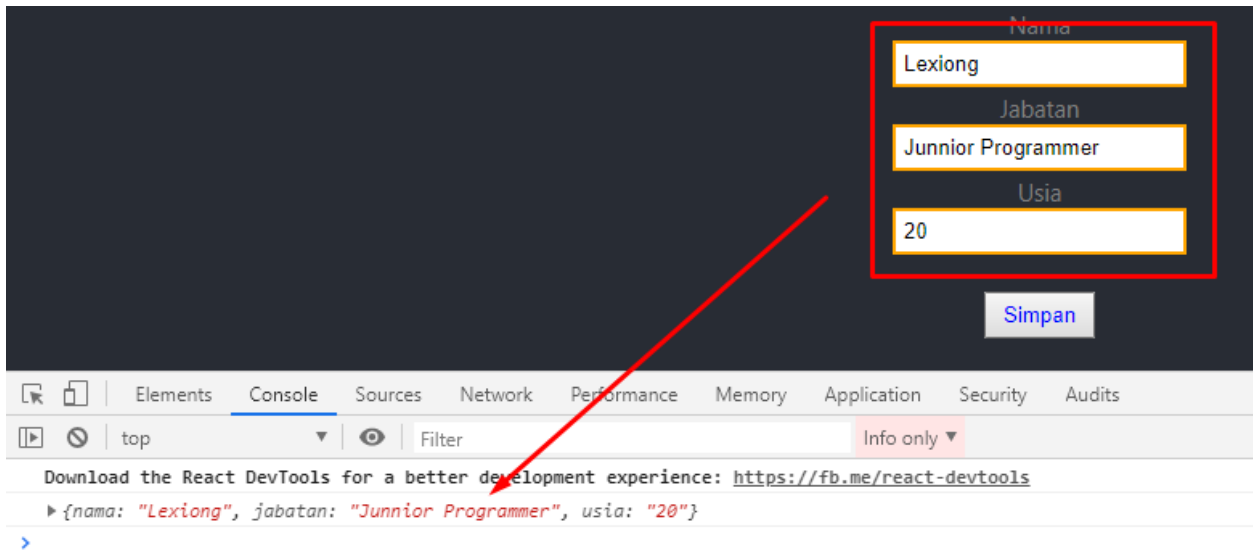 Nama
Lexiong
Jabatan
Junnior Programmer
Usia
20
Simpan
Elements Console Sources Network Performance Memory Application Security Audits
top Filter Info only
Download the React DevTools for a better development experience: https://fb.me/react-devtools
{nama: "Lexiong", jabatan: "Junnior Programmer", usia: "20"}